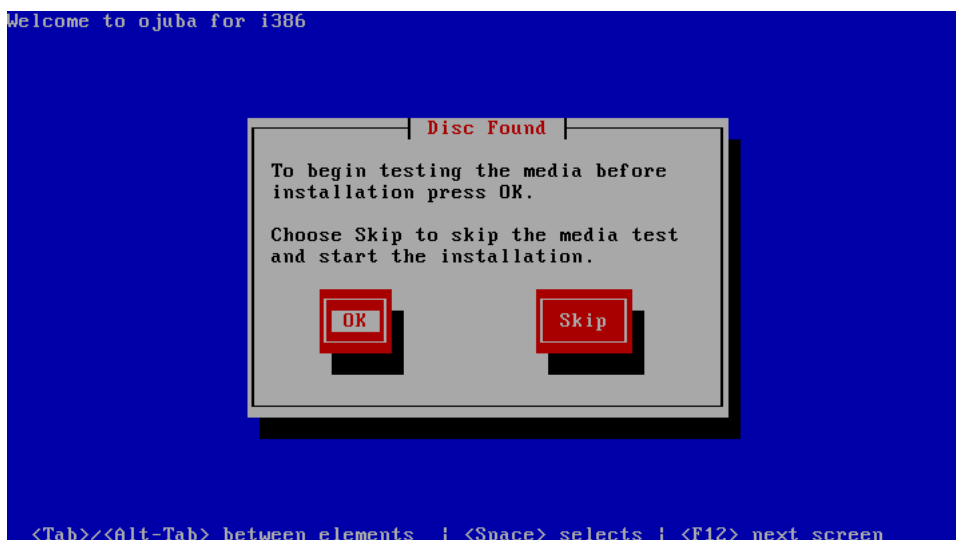 Welcome to ojuba for i386
Disc Found
To begin testing the media before
installation press OK.
Choose Skip to skip the media test
and start the installation.
OK Skip
<Tab>/<Alt-Tab> between elements | <Space> selects | <F12> next screen